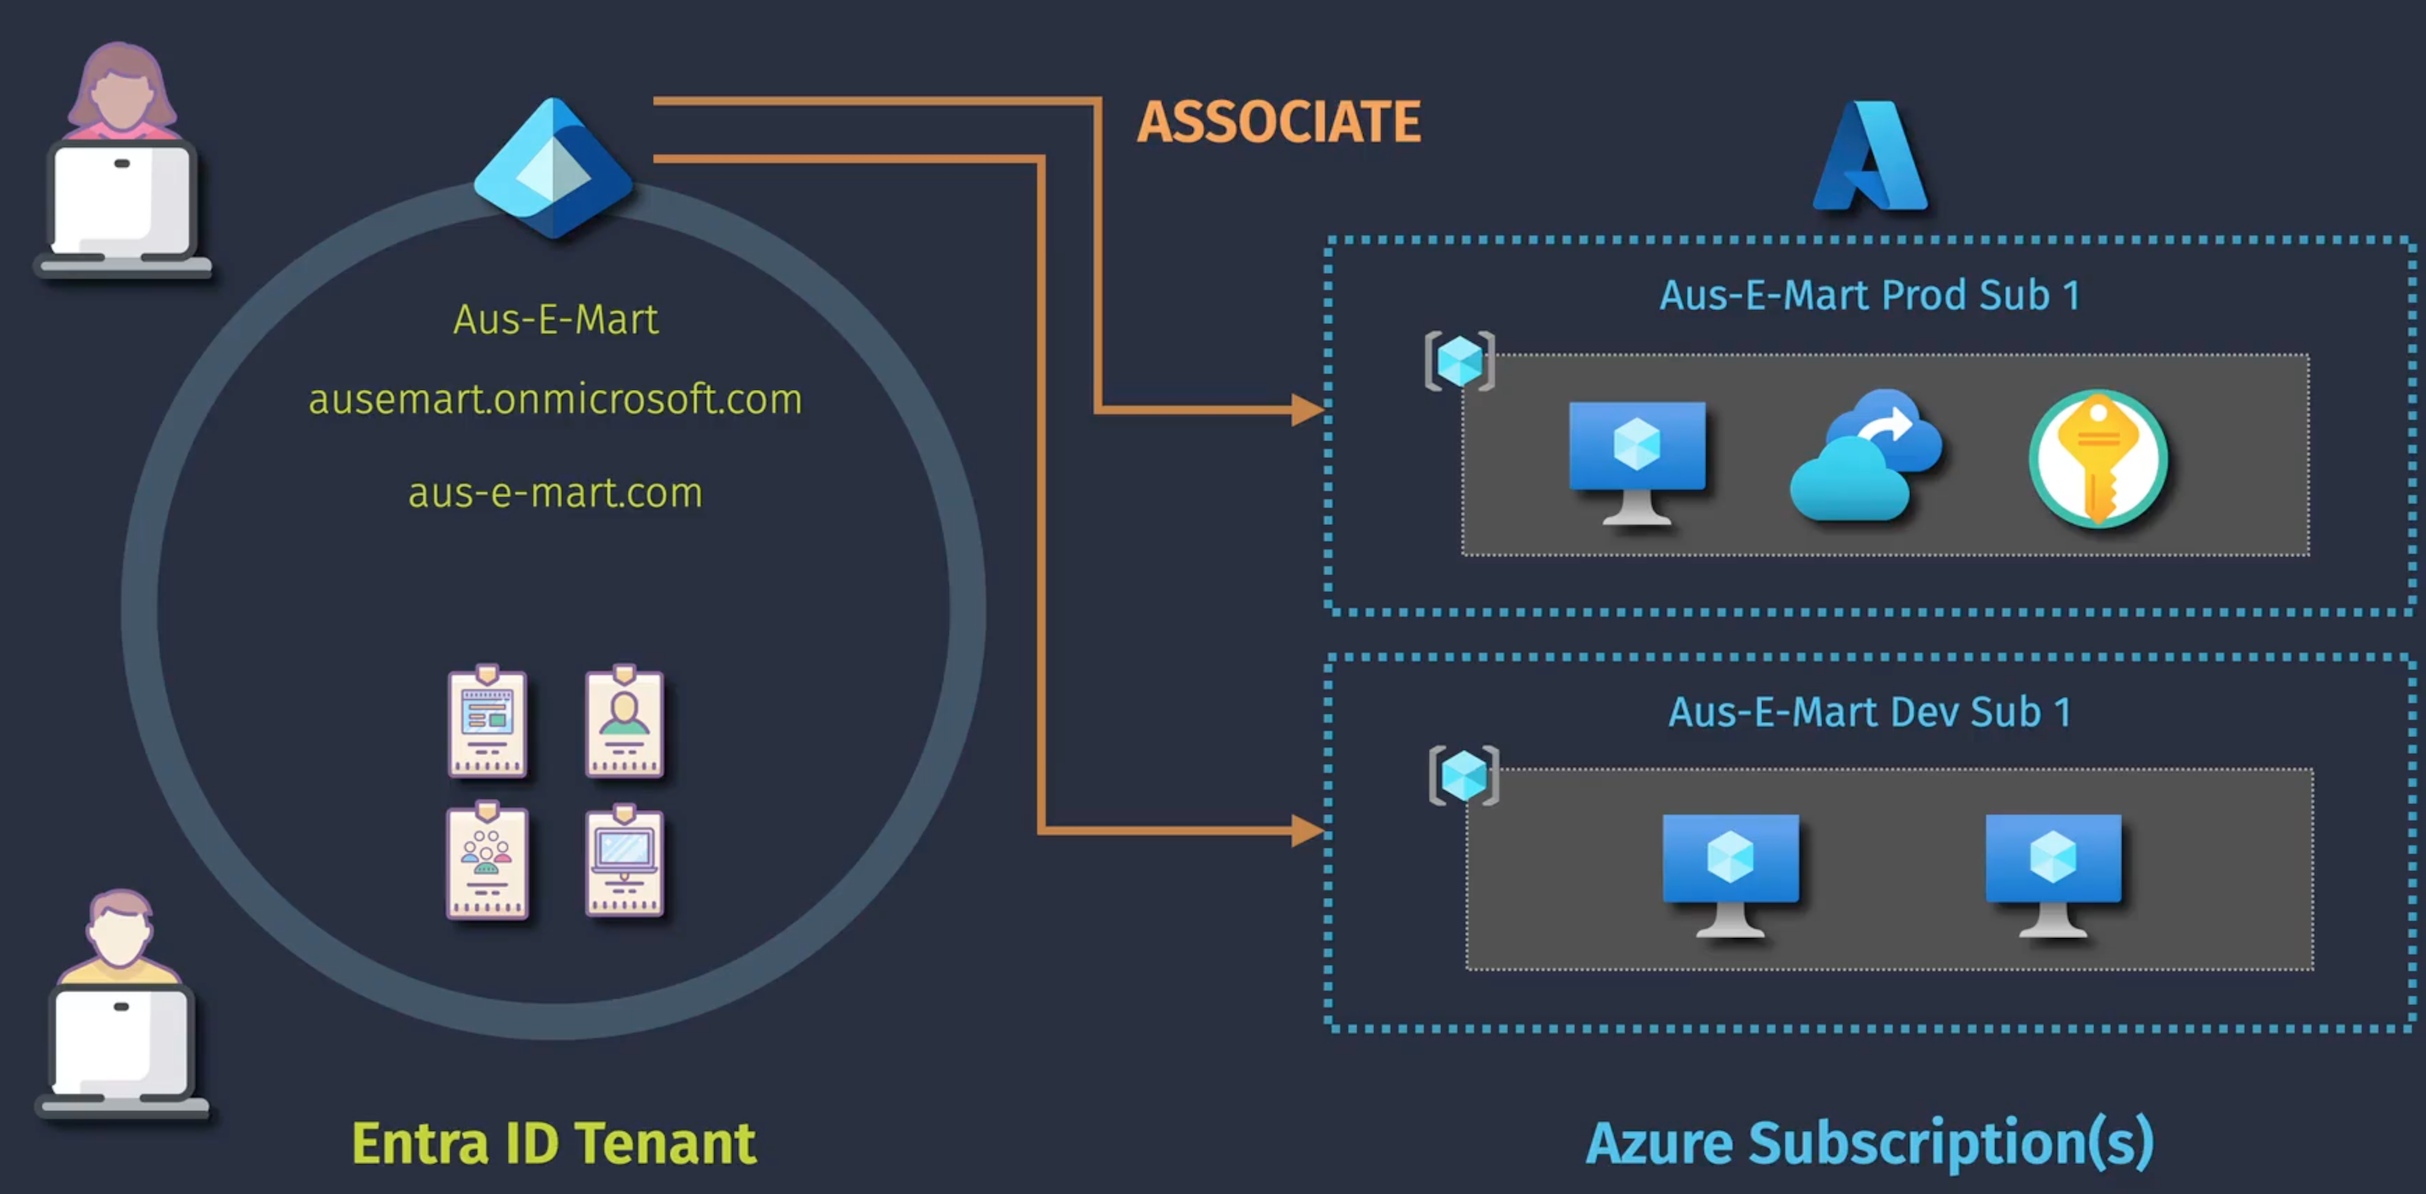 ASSOCIATE
Aus-E-Mart
ausemart.onmicrosoft.com
aus-e-mart.com
Entra ID Tenant
Aus-E-Mart Prod Sub 1
Aus-E-Mart Dev Sub 1
Azure Subscription(s)